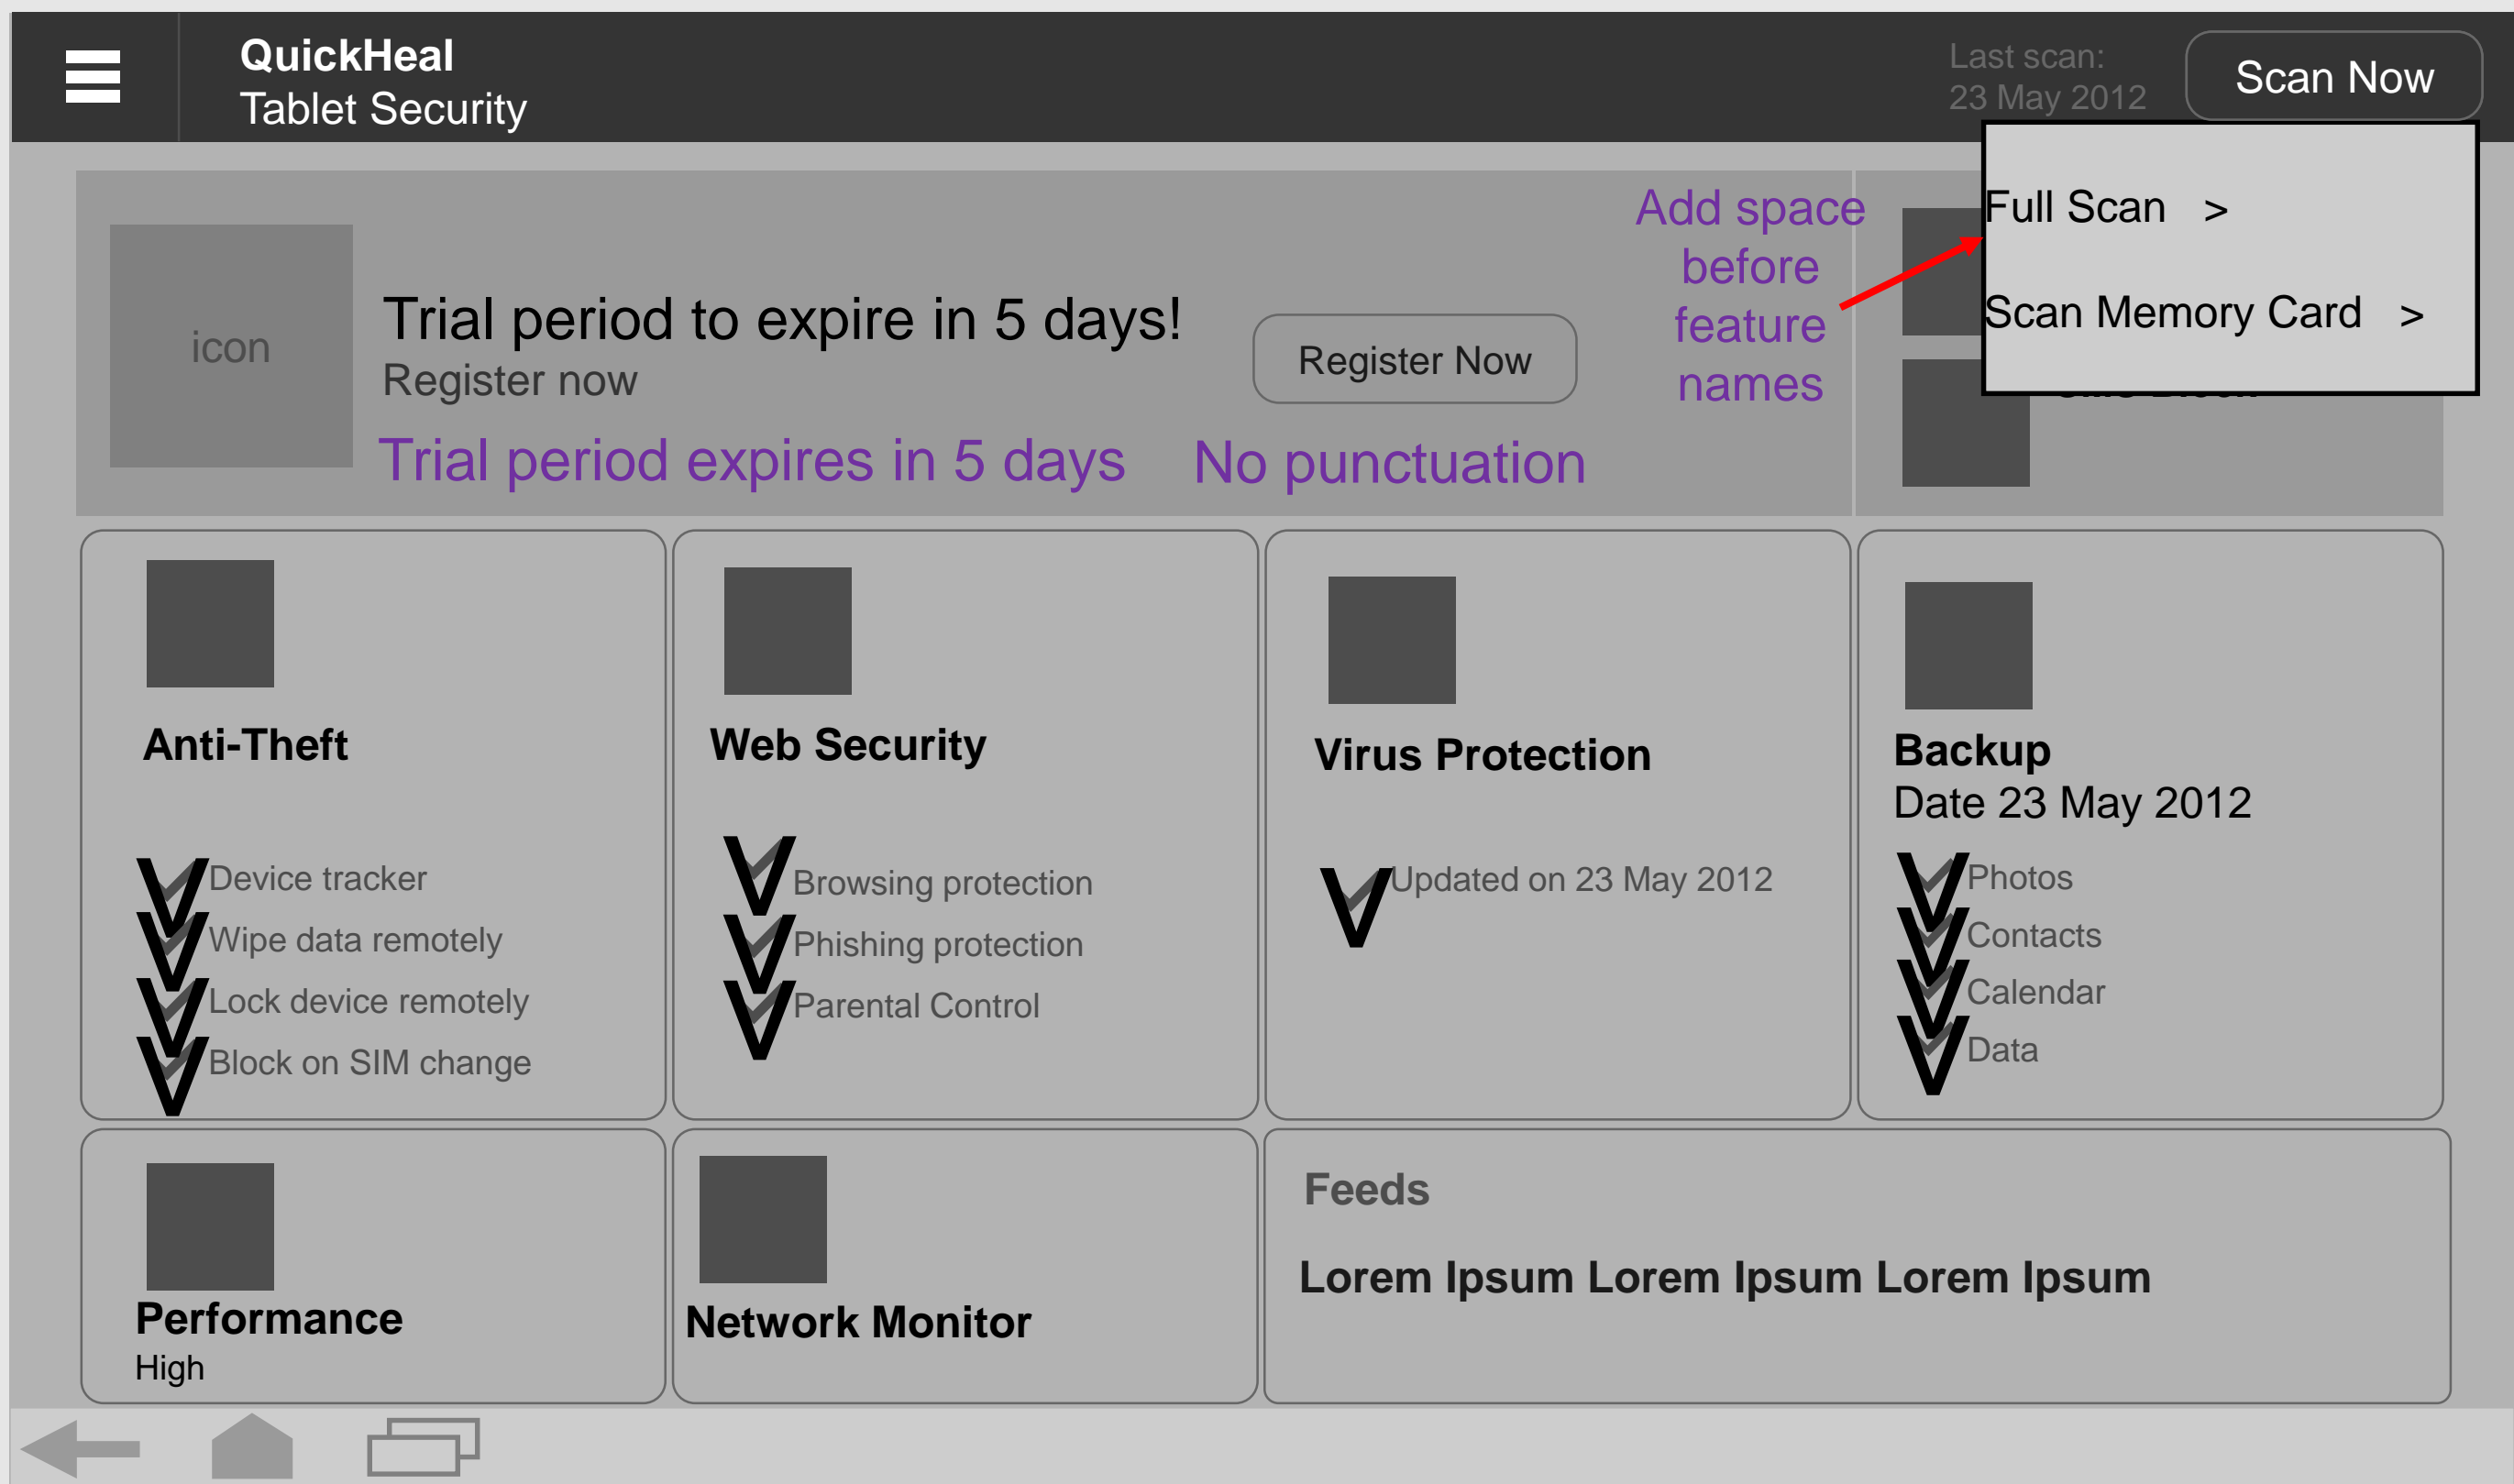 QuickHeal
Tablet Security
Last scan:
23 May 2012
Scan Now
Full Scan >
Scan Memory Card >
Add space
before
feature
names
icon
Trial period to expire in 5 days!
Register now
Register Now
Trial period expires in 5 days
No punctuation
Anti-Theft
Device tracker
Wipe data remotely
Lock device remotely
Block on SIM change
Web Security
Browsing protection
Phishing protection
Parental Control
Virus Protection
Updated on 23 May 2012
Backup
Date 23 May 2012
Photos
Contacts
Calendar
Data
Performance
High
Network Monitor
Feeds
Lorem Ipsum Lorem Ipsum Lorem Ipsum